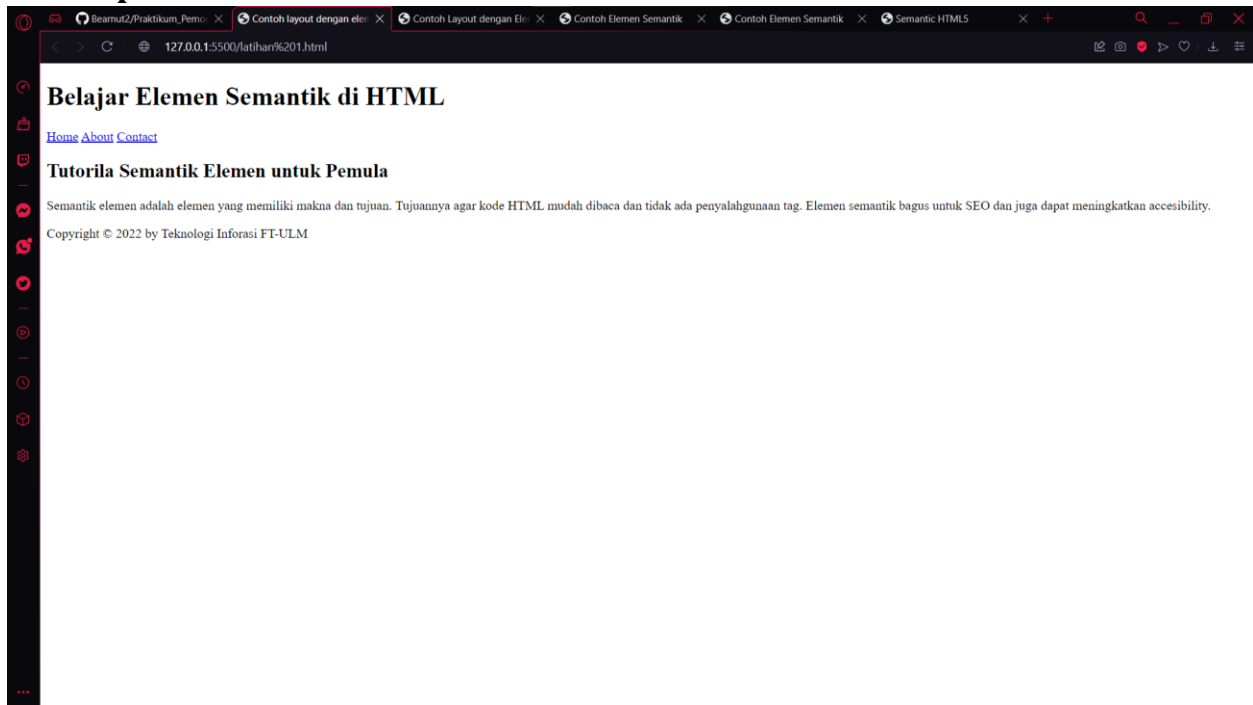 Bearnut2/Praktikum_Pemo
Contoh layout dengan elem
Contoh Layout dengan Ele
Contoh Elemen Semantik
Contoh Elemen Semantik
Semantic HTML5
127.0.0.1:5500/latihan%201.html
Belajar Elemen Semantik di HTML
Home About Contact
Tutorila Semantik Elemen untuk Pemula
Semantik elemen adalah elemen yang memiliki makna dan tujuan. Tujuannya agar kode HTML mudah dibaca dan tidak ada penyalahgunaan tag. Elemen semantik bagus untuk SEO dan juga dapat meningkatkan accesibility.
Copyright © 2022 by Teknologi Inforasi FT-ULM